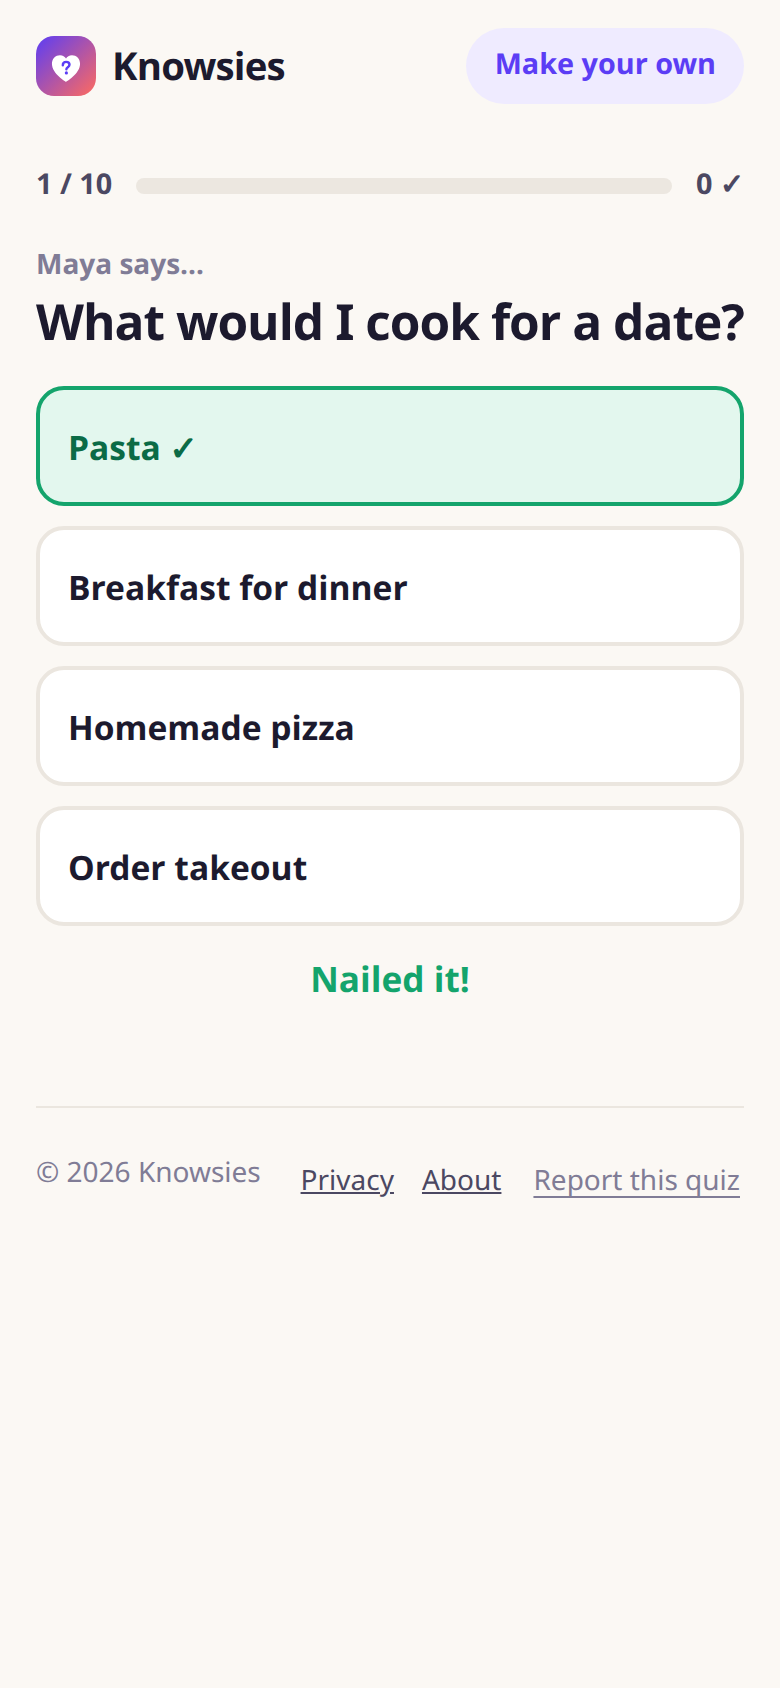 Knowsies
Make your own
1 / 10
0 ✓
Maya says...
What would I cook for a date?
Pasta ✓
Breakfast for dinner
Homemade pizza
Order takeout
Nailed it!
© 2026 Knowsies Privacy About Report this quiz